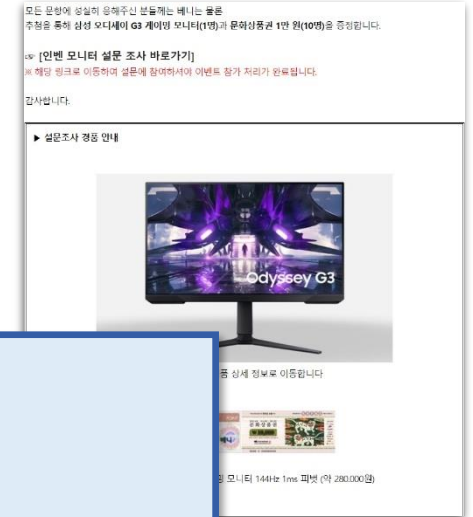 모든 문항에 성실히 응해주신 분들께는 베니는 물론
추첨을 통해 삼성 오디세이 G3 게이밍 모니터(1명)과 문화상품권 1만 원(10명)을 증정합니다.
☞ [인벤 모니터 설문 조사 바로가기]
※ 해당 링크로 이동하여 설문에 참여하셔야 이벤트 참가 처리가 완료됩니다.
감사합니다.
▶ 설문조사 경품 안내
Odyssey G3
품 상세 정보로 이동합니다
문화상품권
모니터 144Hz 1ms 피벗 (약 280.000원)